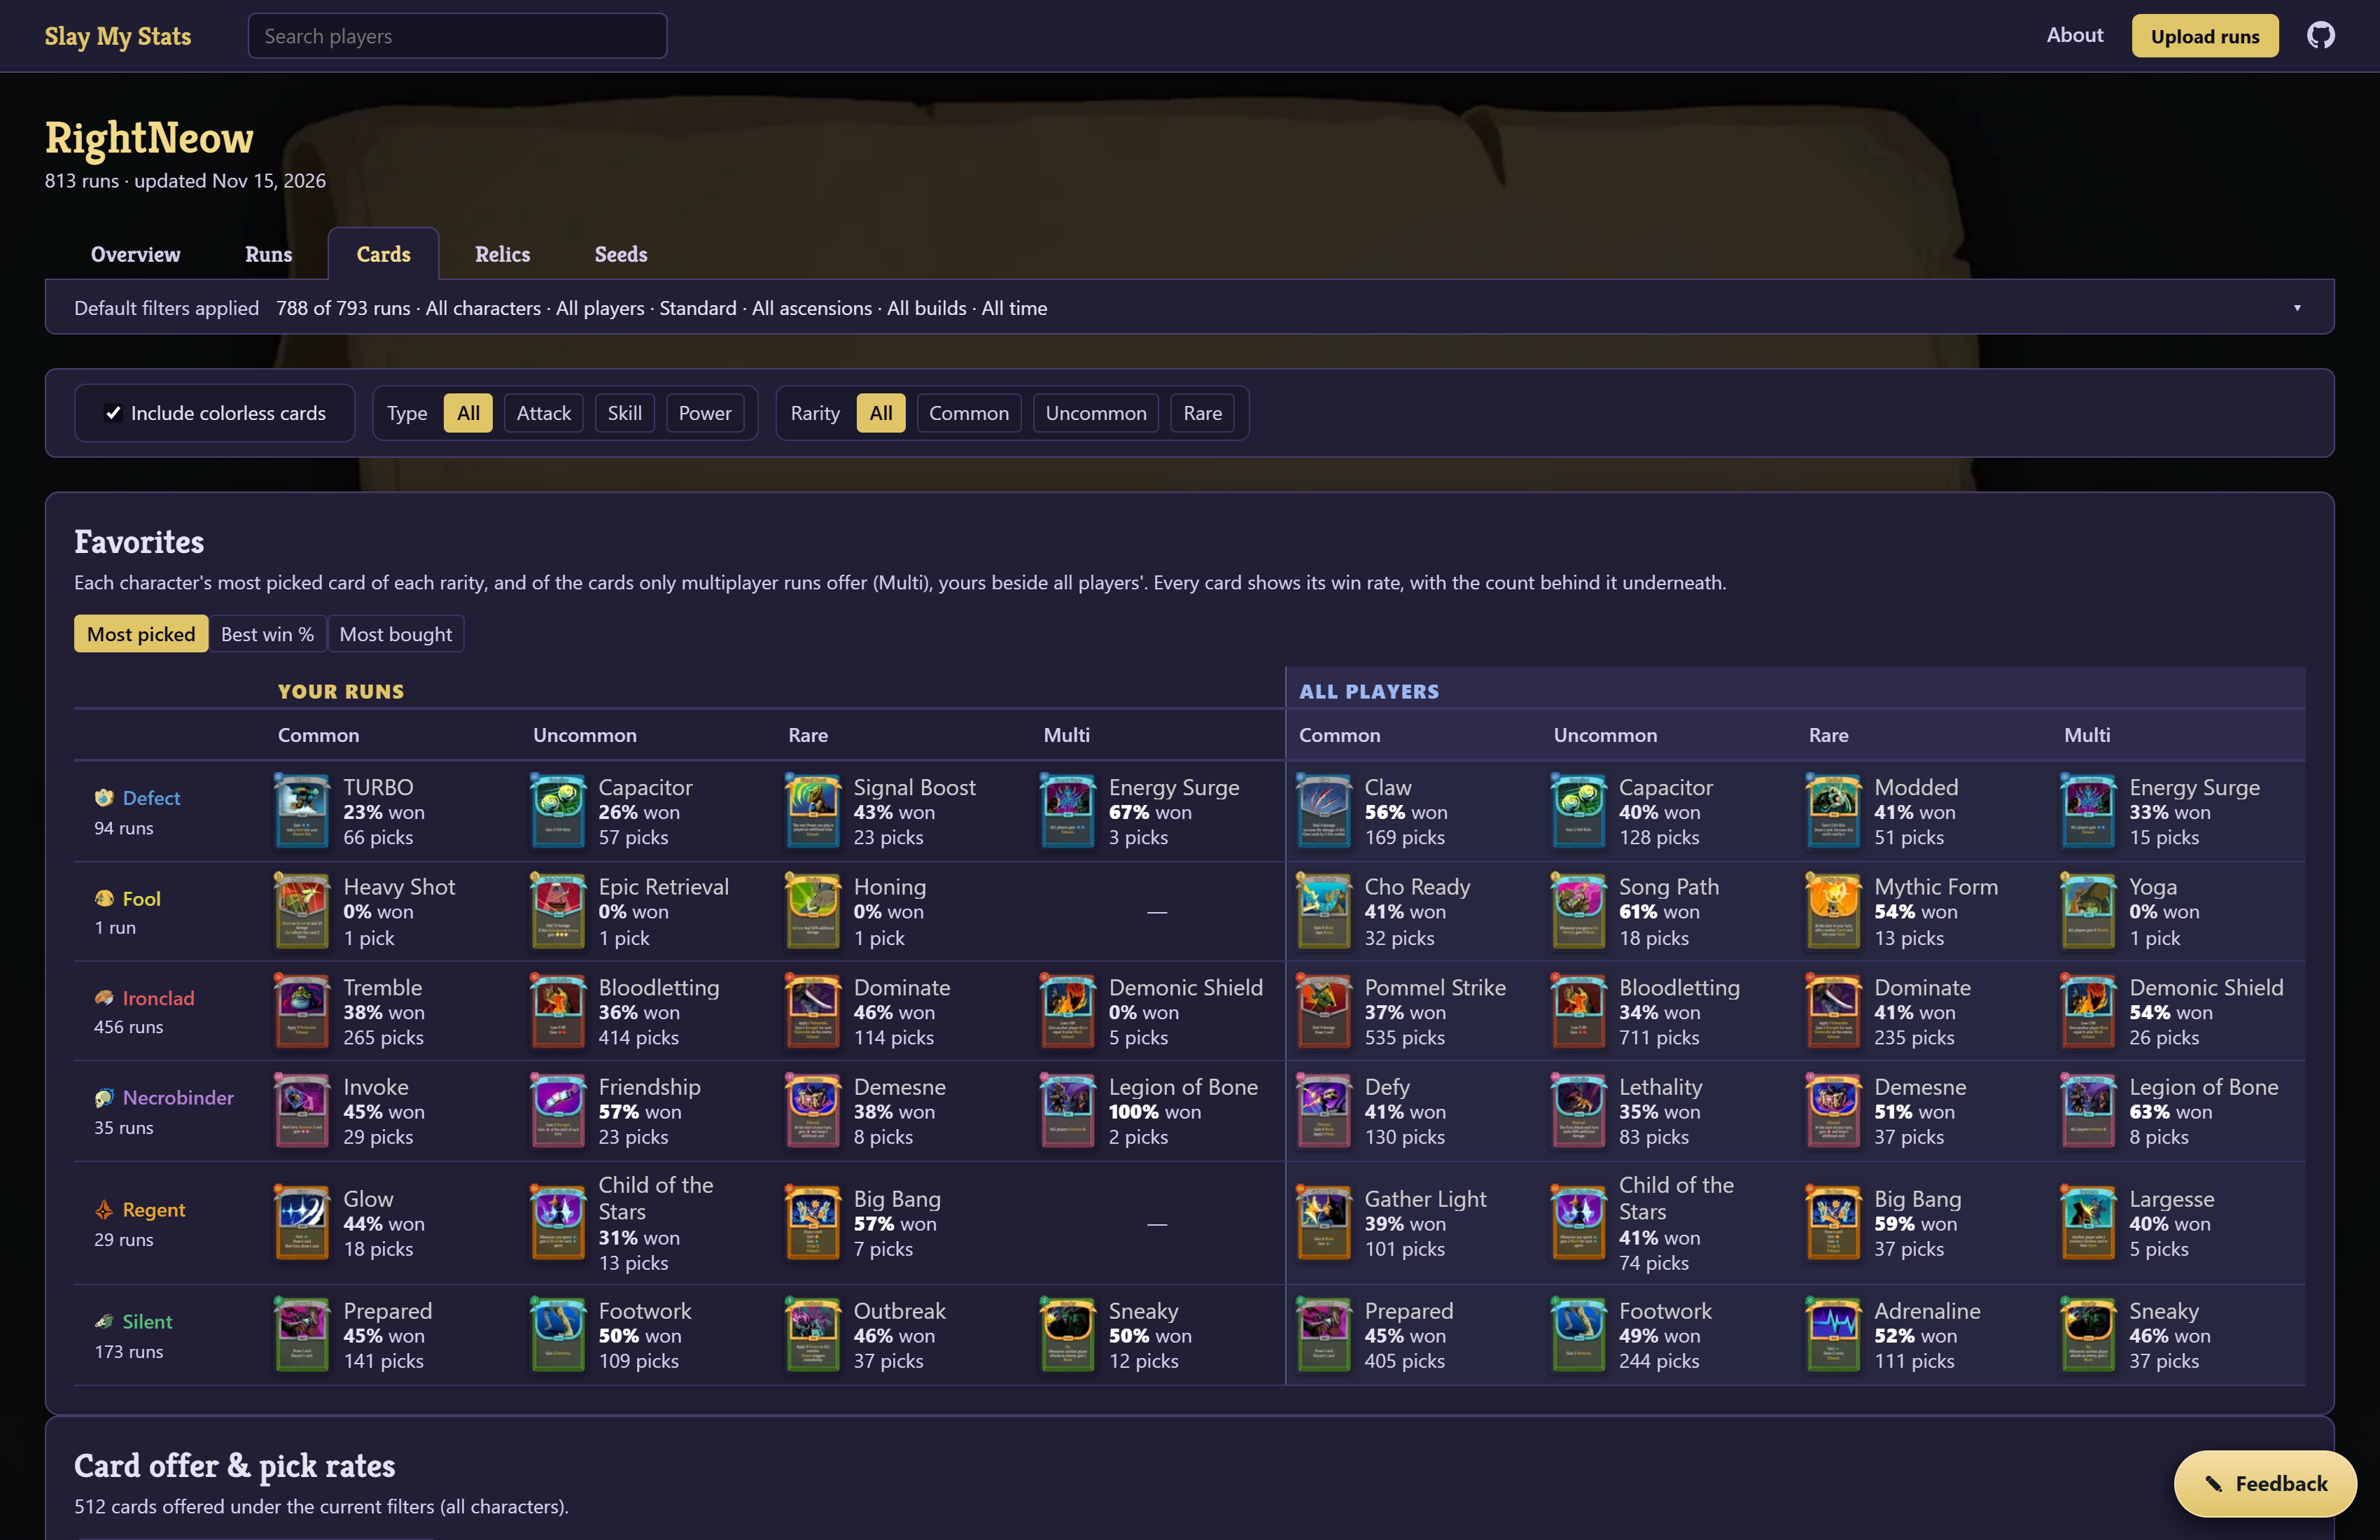 Slay My Stats
Search players
About
Upload runs
RightNeow
813 runs · updated Nov 15, 2026
Overview
Runs
Cards
Relics
Seeds
Default filters applied 788 of 793 runs · All characters · All players · Standard · All ascensions · All builds · All time
Include colorless cards
Type All Attack Skill Power
Rarity All Common Uncommon Rare
Favorites
Each character's most picked card of each rarity, and of the cards only multiplayer runs offer (Multi), yours beside all players'. Every card shows its win rate, with the count behind it underneath.
Most picked Best win % Most bought
YOUR RUNS ALL PLAYERS
Common Uncommon Rare Multi Common Uncommon Rare Multi
Defect
94 runs
TURBO
23% won
66 picks
Capacitor
26% won
57 picks
Signal Boost
43% won
23 picks
Energy Surge
67% won
3 picks
Claw
56% won
169 picks
Capacitor
40% won
128 picks
Modded
41% won
51 picks
Energy Surge
33% won
15 picks
Fool
1 run
Heavy Shot
0% won
1 pick
Epic Retrieval
0% won
1 pick
Honing
0% won
1 pick
—
Cho Ready
41% won
32 picks
Song Path
61% won
18 picks
Mythic Form
54% won
13 picks
Yoga
0% won
1 pick
Ironclad
456 runs
Tremble
38% won
265 picks
Bloodletting
36% won
414 picks
Dominate
46% won
114 picks
Demonic Shield
0% won
5 picks
Pommel Strike
37% won
535 picks
Bloodletting
34% won
711 picks
Dominate
41% won
235 picks
Demonic Shield
54% won
26 picks
Necrobinder
35 runs
Invoke
45% won
29 picks
Friendship
57% won
23 picks
Demesne
38% won
8 picks
Legion of Bone
100% won
2 picks
Defy
41% won
130 picks
Lethality
35% won
83 picks
Demesne
51% won
37 picks
Legion of Bone
63% won
8 picks
Regent
29 runs
Glow
44% won
18 picks
Child of the
Stars
31% won
13 picks
Big Bang
57% won
7 picks
—
Gather Light
39% won
101 picks
Child of the
Stars
41% won
74 picks
Big Bang
59% won
37 picks
Largesse
40% won
5 picks
Silent
173 runs
Prepared
45% won
141 picks
Footwork
50% won
109 picks
Outbreak
46% won
37 picks
Sneaky
50% won
12 picks
Prepared
45% won
405 picks
Footwork
49% won
244 picks
Adrenaline
52% won
111 picks
Sneaky
46% won
37 picks
Card offer & pick rates
512 cards offered under the current filters (all characters).
Feedback